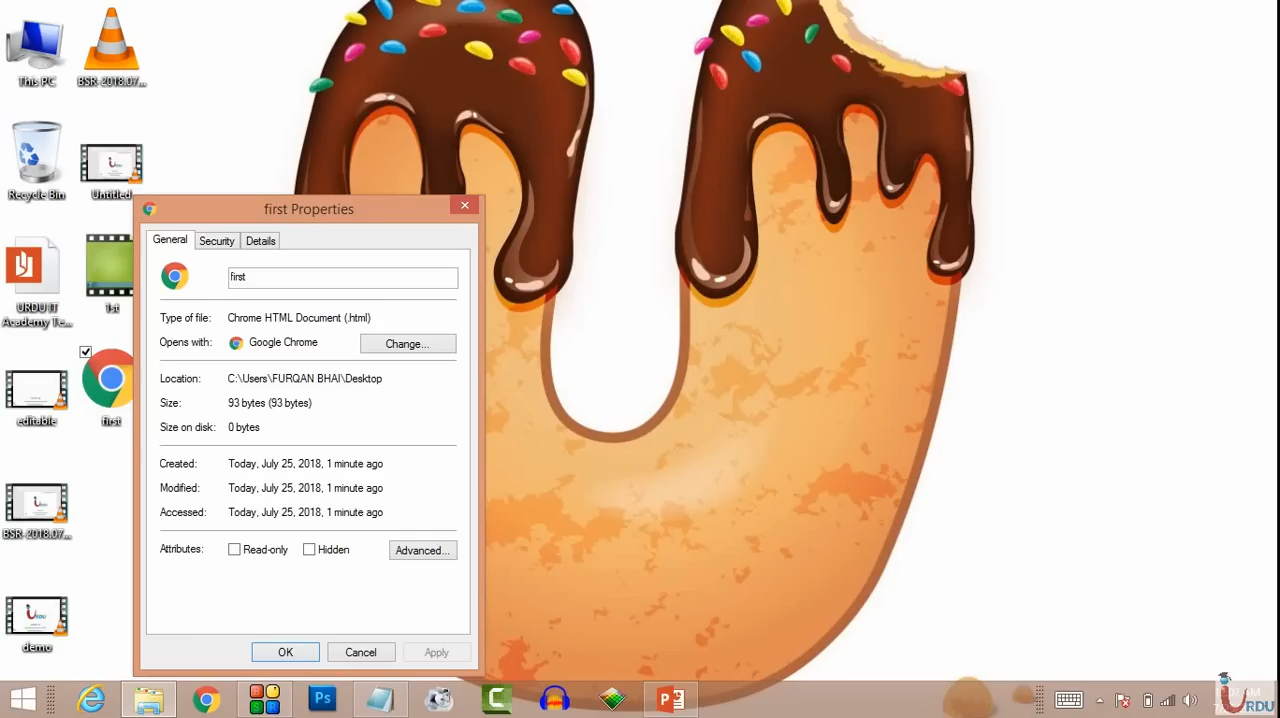 This PC
BSR-2018.07...
Recycle Bin
Untitled
URDU IT
Academy Te...
1st
editable
first
BSR-2018.07...
demo
first Properties
General
Security
Details
first
Type of file:
Chrome HTML Document (.html)
Opens with:
Google Chrome
Change...
Location:
C:\Users\FURQAN BHAI\Desktop
Size:
93 bytes (93 bytes)
Size on disk:
0 bytes
Created:
Today, July 25, 2018, 1 minute ago
Modified:
Today, July 25, 2018, 1 minute ago
Accessed:
Today, July 25, 2018, 1 minute ago
Attributes:
Read-only
Hidden
Advanced...
OK
Cancel
Apply
Ps
URDU